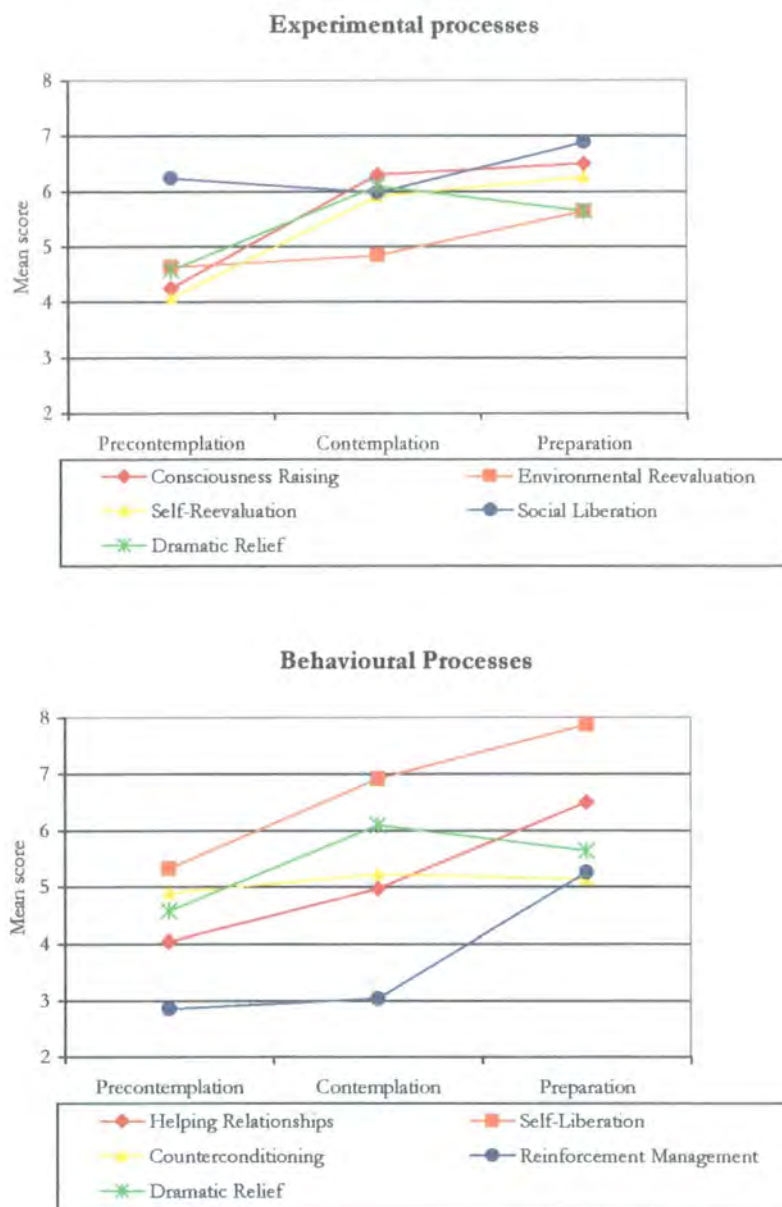 Experimental processes
8
7
6
5
4
3
2
Mean score
Precontemplation Contemplation Preparation
Consciousness Raising Environmental Reevaluation
Self-Reevaluation Social Liberation
Dramatic Relief
Behavioural Processes
8
7
6
5
4
3
2
Mean score
Precontemplation Contemplation Preparation
Helping Relationships Self-Liberation
Counterconditioning Reinforcement Management
Dramatic Relief